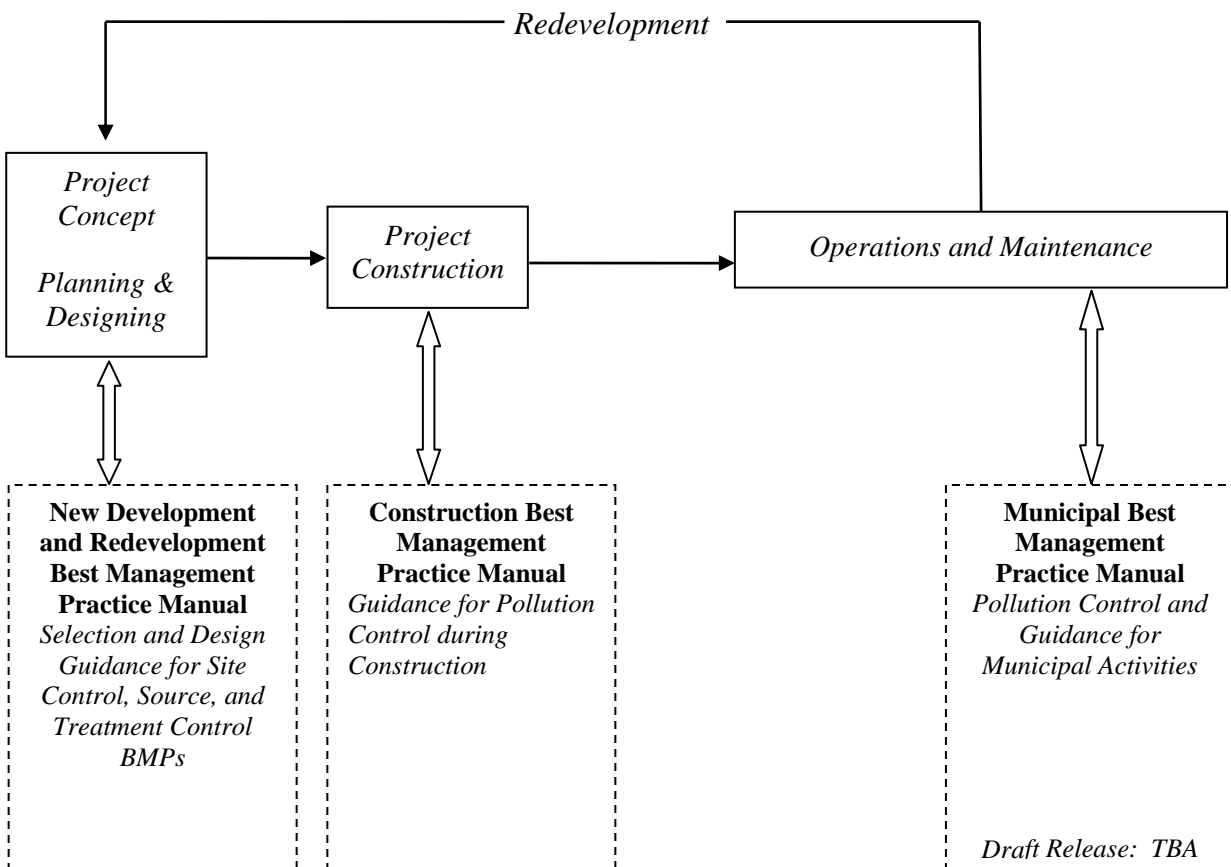 Redevelopment
Project
Concept
Planning &
Designing
Project
Construction
Operations and Maintenance
New Development
and Redevelopment
Best Management
Practice Manual
Selection and Design
Guidance for Site
Control, Source, and
Treatment Control
BMPs
Construction Best
Management
Practice Manual
Guidance for Pollution
Control during
Construction
Municipal Best
Management
Practice Manual
Pollution Control and
Guidance for
Municipal Activities
Draft Release: TBA